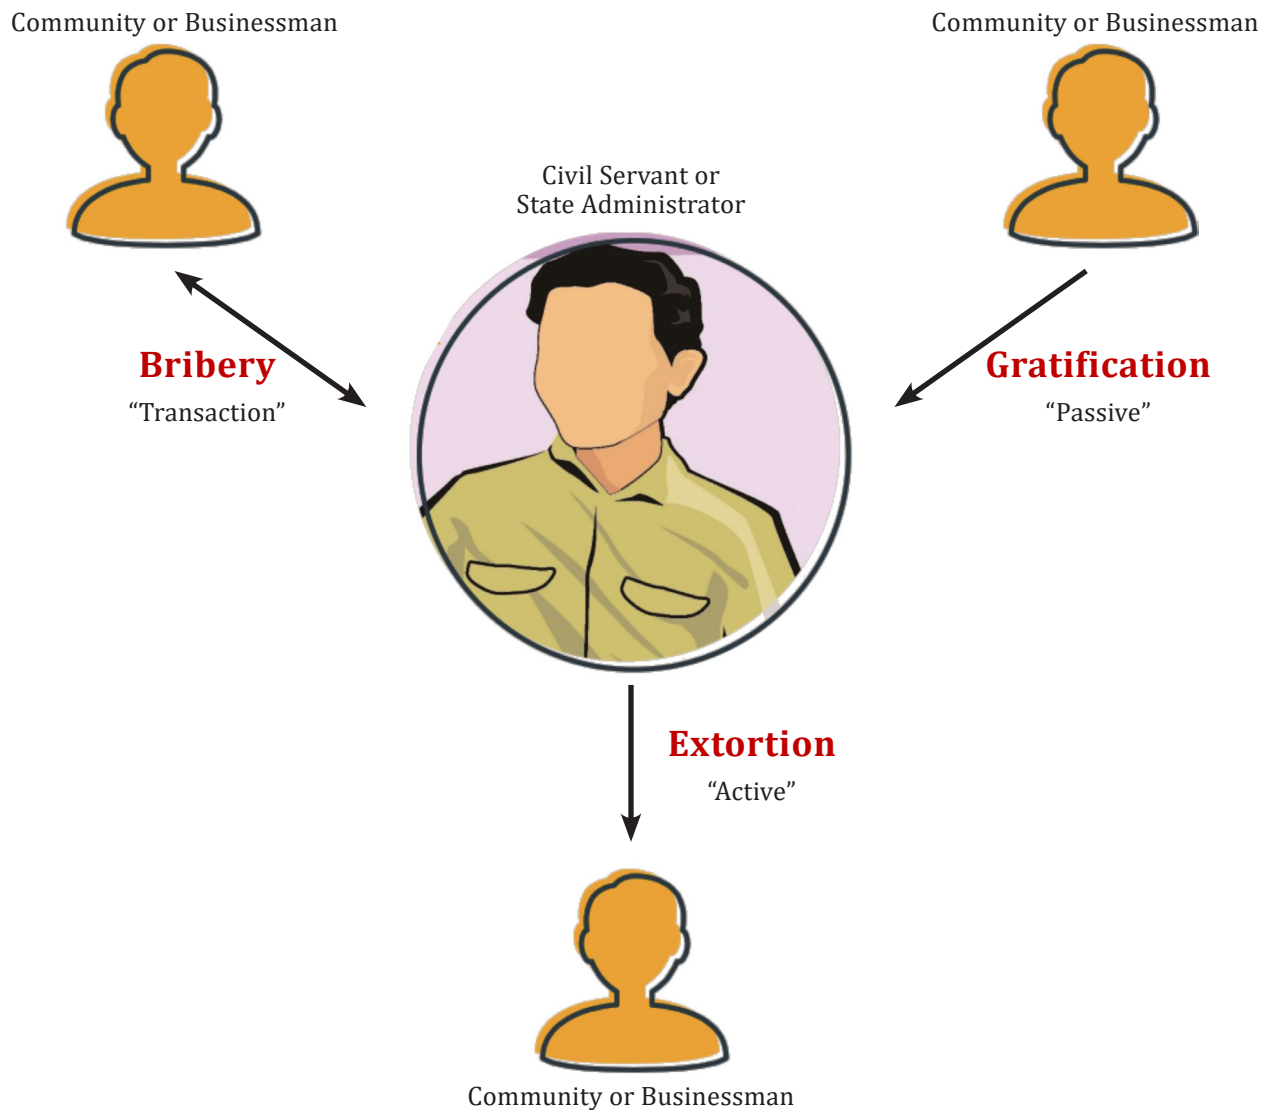 Community or Businessman
Community or Businessman
Civil Servant or
State Administrator
Bribery
“Transaction”
Gratification
“Passive”
Extortion
“Active”
Community or Businessman